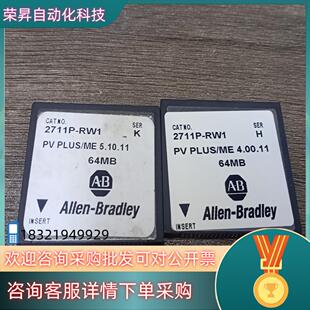 荣昇自动化科技
CAT NO. SER
2711P-RW1 K
PV PLUS/ME 5.10.11
64MB
AB
Allen-Bradley
INSERT
CAT NO. SER
2711P-RW1 H
PV PLUS/ME 4.00.11
64MB
AB
Allen-Bradley
INSERT
18321949929
欢迎咨询采购批发可对公开票
咨询客服详情下单采购